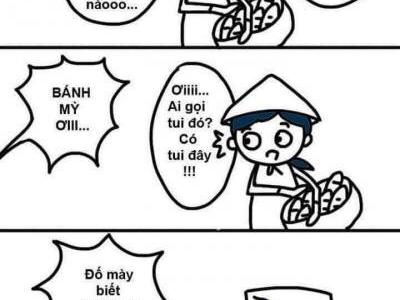 nàooo...
BÁNH
MỲ
ƠIII...
Ơiiii...
Ai gọi
tui đó?
Có
tui đây
!!!
Đố mày
biết